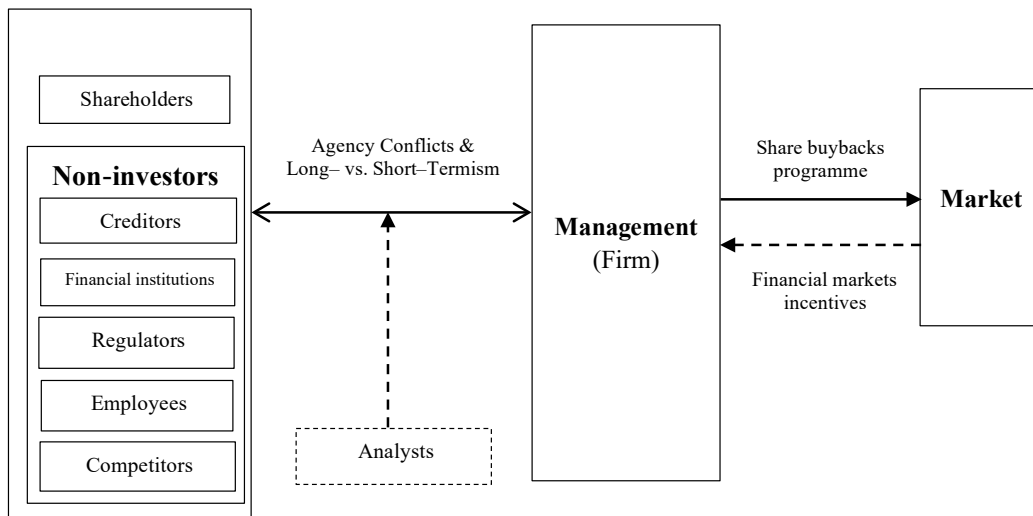 Shareholders
Non-investors
Creditors
Financial institutions
Regulators
Employees
Competitors
Agency Conflicts &
Long– vs. Short–Termism
Analysts
Management
(Firm)
Share buybacks
programme
Financial markets
incentives
Market